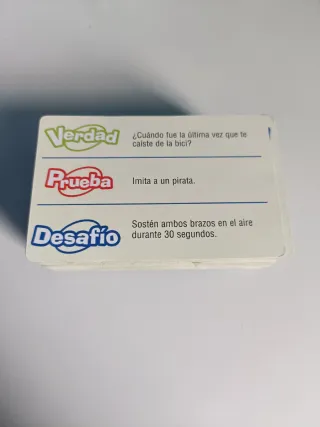 Verdad
¿Cuándo fue la última vez que te
caíste de la bici?
Prueba
Imita a un pirata.
Desafío
Sostén ambos brazos en el aire
durante 30 segundos.